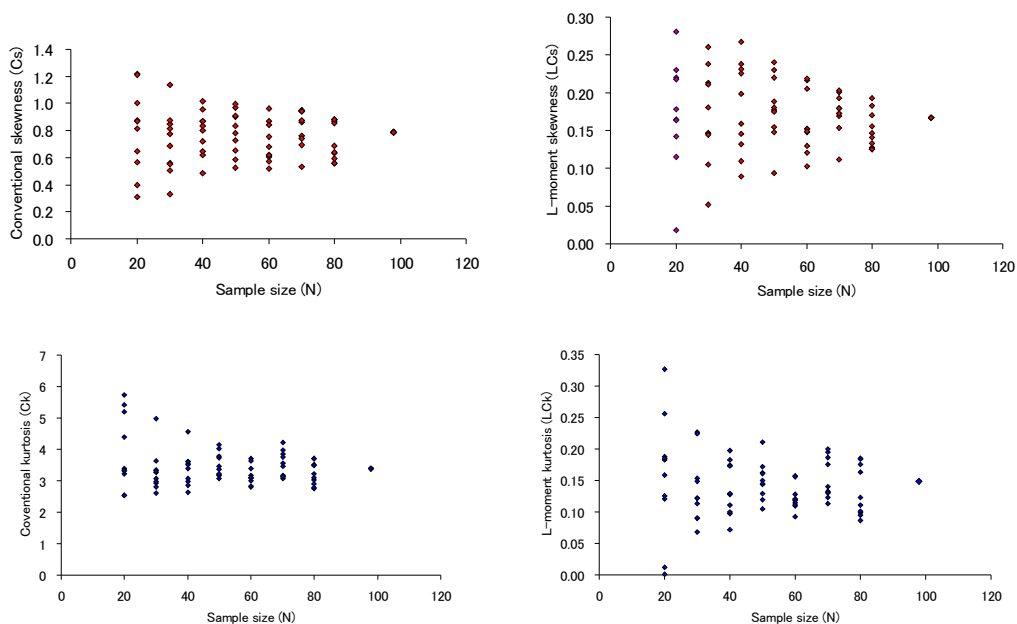 Conventional skewness (Cs)
1.4
1.2
1.0
0.8
0.6
0.4
0.2
0.0
0 20 40 60 80 100 120
Sample size (N)
L-moment skewness (LCs)
0.30
0.25
0.20
0.15
0.10
0.05
0.00
0 20 40 60 80 100 120
Sample size (N)
Coventional kurtosis (Ck)
7
6
5
4
3
2
1
0
0 20 40 60 80 100 120
Sample size (N)
L-moment kurtosis (LCk)
0.35
0.30
0.25
0.20
0.15
0.10
0.05
0.00
0 20 40 60 80 100 120
Sample size (N)